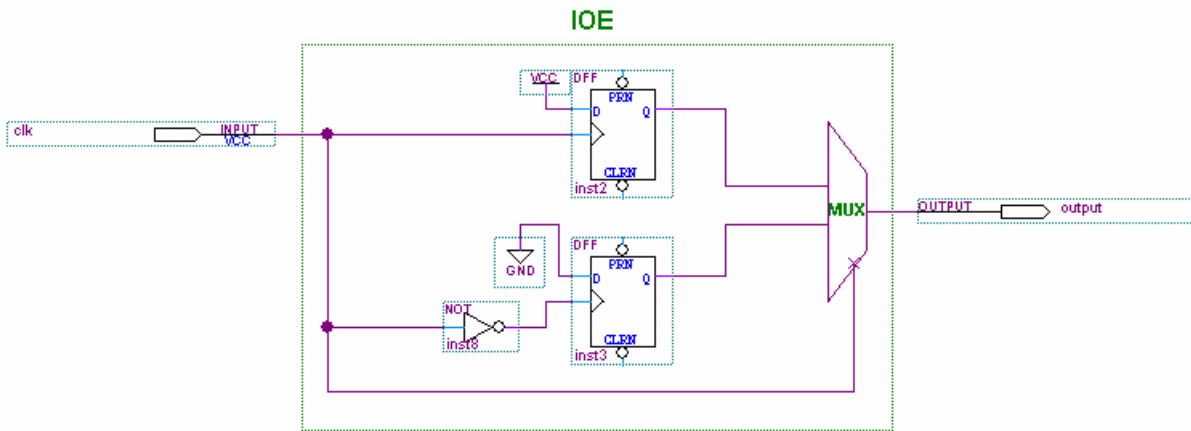 IOE
VCC
DFF
PRN
D
Q
clk
INPUT
VCC
CLRN
inst2
MUX
OUTPUT
output
DFF
PRN
D
Q
GND
NOT
inst8
CLRN
inst3